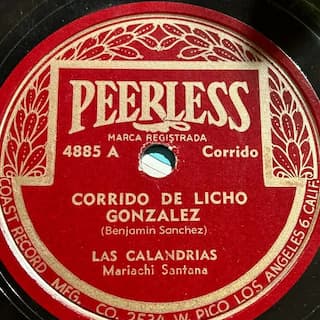 PEERLESS
MARCA REGISTRADA
4885 A Corrido
CORRIDO DE LICHO
GONZALEZ
(Benjamin Sanchez)
LAS CALANDRIAS
Mariachi Santana
COAST RECORD MFG. CO. 2534 W. PICO LOS ANGELES 6, CALIF.